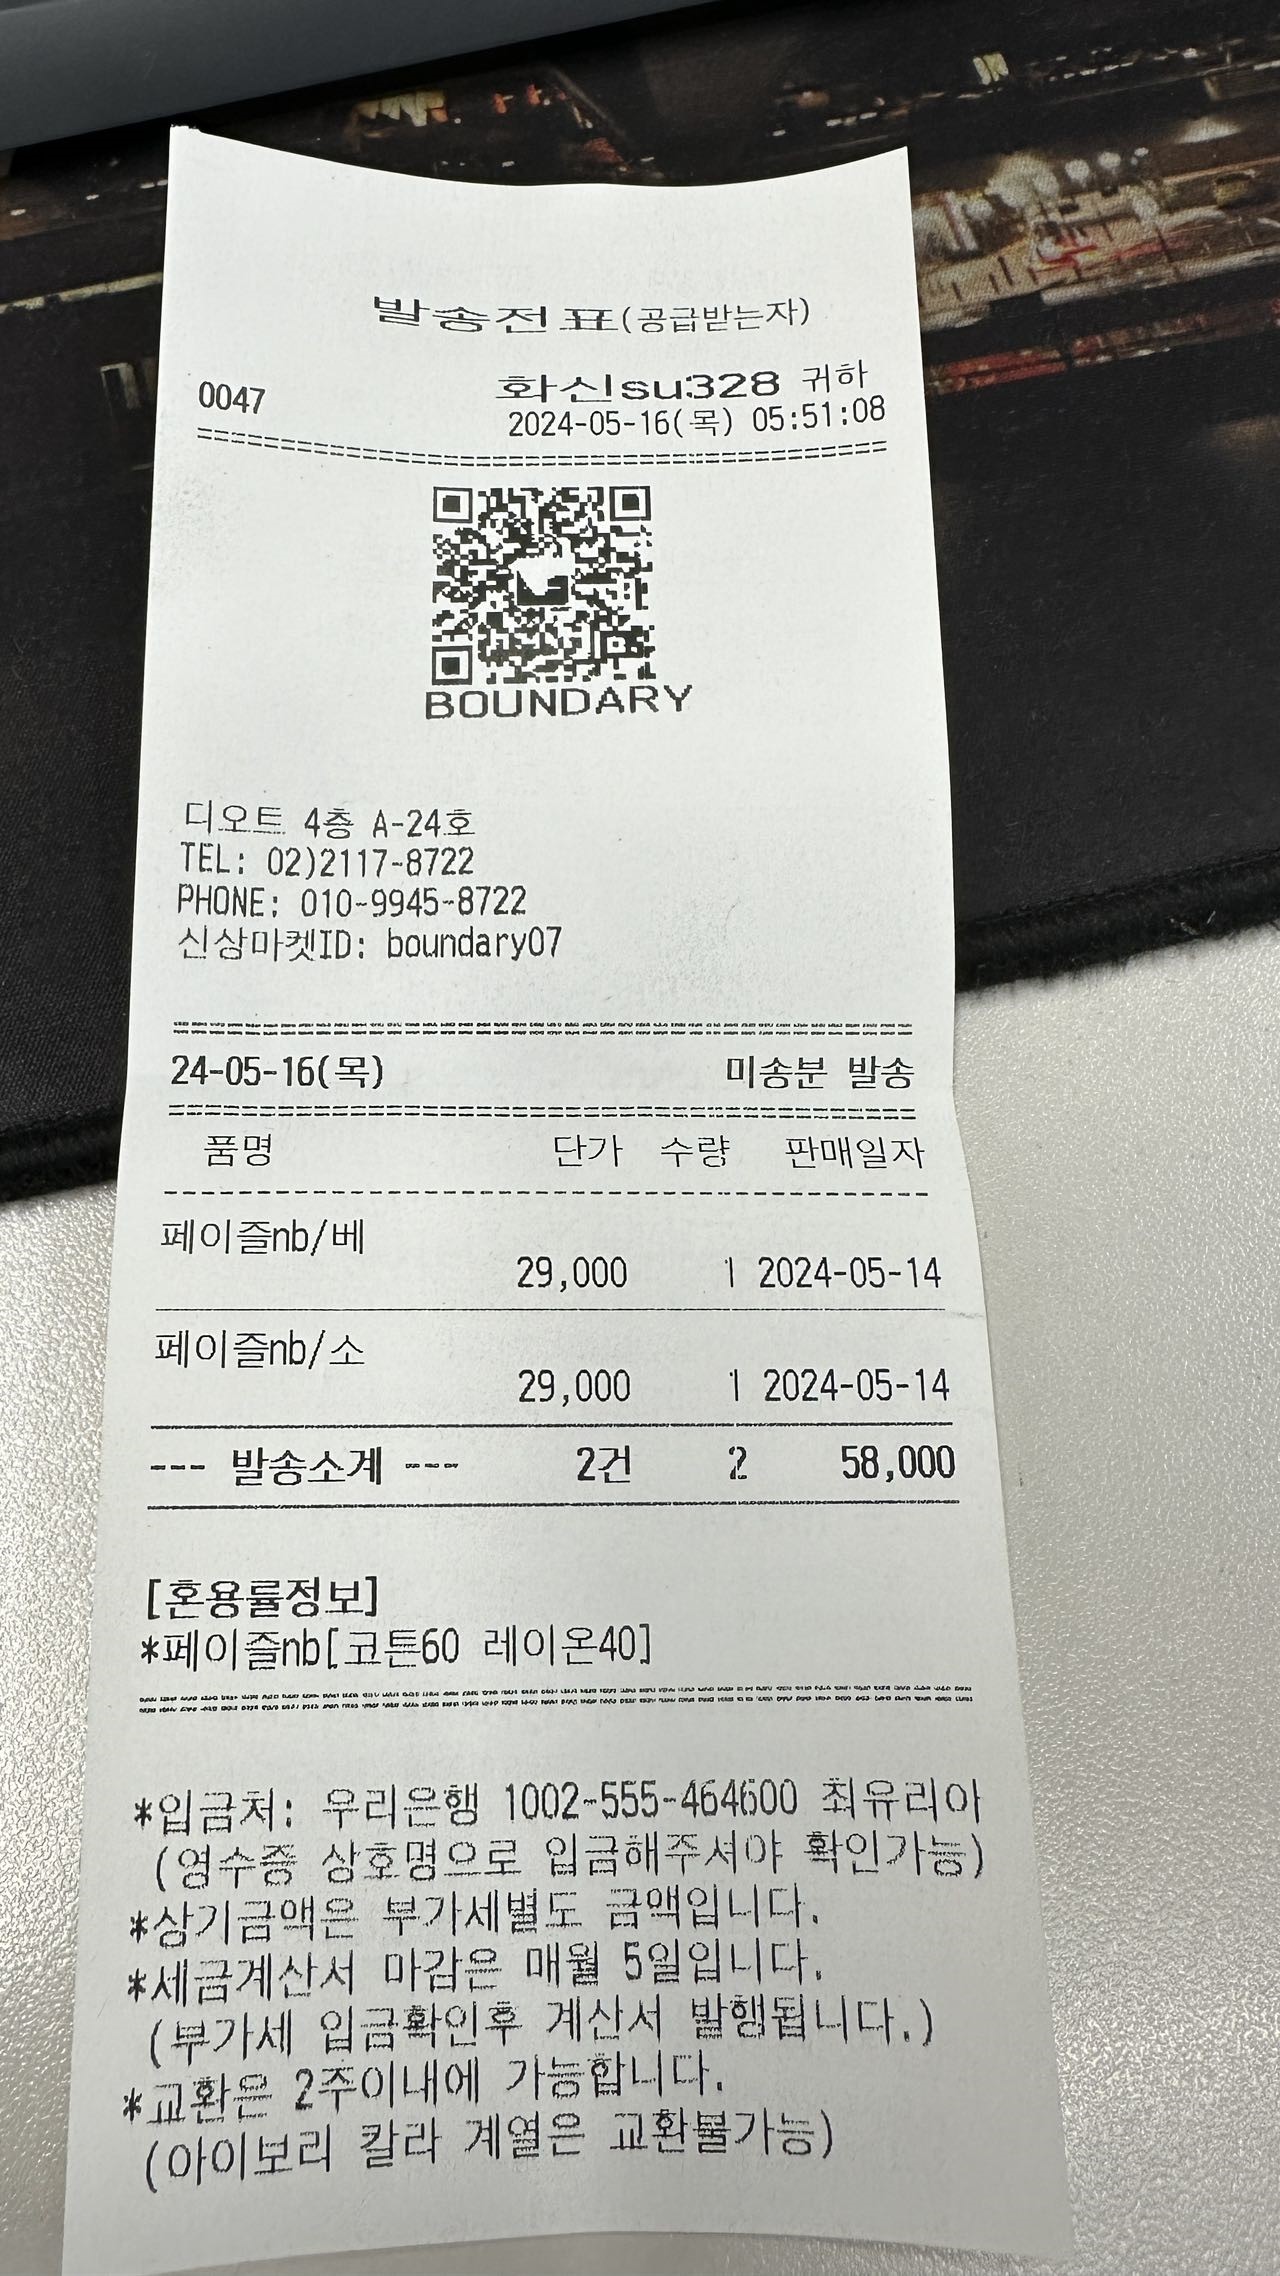 발송전표(공급받는자)
0047 화신su328 귀하
2024-05-16(목) 05:51:08
==========================================
BOUNDARY
디오트 4층 A-24호
TEL: 02)2117-8722
PHONE: 010-9945-8722
신상마켓ID: boundary07
==========================================
24-05-16(목) 미송분 발송
==========================================
품명 단가 수량 판매일자
------------------------------------------
페이즐nb/베
29,000 1 2024-05-14
페이즐nb/소
29,000 1 2024-05-14
--- 발송소계 --- 2건 2 58,000
[혼용률정보]
*페이즐nb[코튼60 레이온40]
==========================================
*입금처: 우리은행 1002-555-464600 최유리아
(영수증 상호명으로 입금해주셔야 확인가능)
*상기금액은 부가세별도 금액입니다.
*세금계산서 마감은 매월 5일입니다.
(부가세 입금확인후 계산서 발행됩니다.)
*교환은 2주이내에 가능합니다.
(아이보리 칼라 계열은 교환불가능)